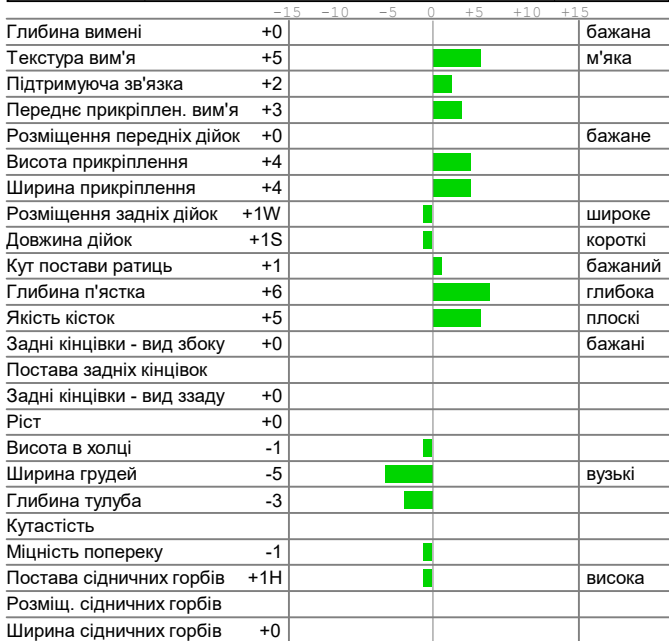 -15 -10 -5 0 +5 +10 +15
Глибина вимені +0 бажана
Текстура вим'я +5 м'яка
Підтримуюча зв'язка +2
Переднє прикріплен. вим'я +3
Розміщення передніх дійок +0 бажане
Висота прикріплення +4
Ширина прикріплення +4
Розміщення задніх дійок +1W широке
Довжина дійок +1S короткі
Кут постави ратиць +1 бажаний
Глибина п'ястка +6 глибока
Якість кісток +5 плоскі
Задні кінцівки - вид збоку +0 бажані
Постава задніх кінцівок
Задні кінцівки - вид ззаду +0
Ріст +0
Висота в холці -1
Ширина грудей -5 вузькі
Глибина тулуба -3
Кутастість
Міцність попереку -1
Постава сідничних горбів +1H висока
Розміщ. сідничних горбів
Ширина сідничних горбів +0